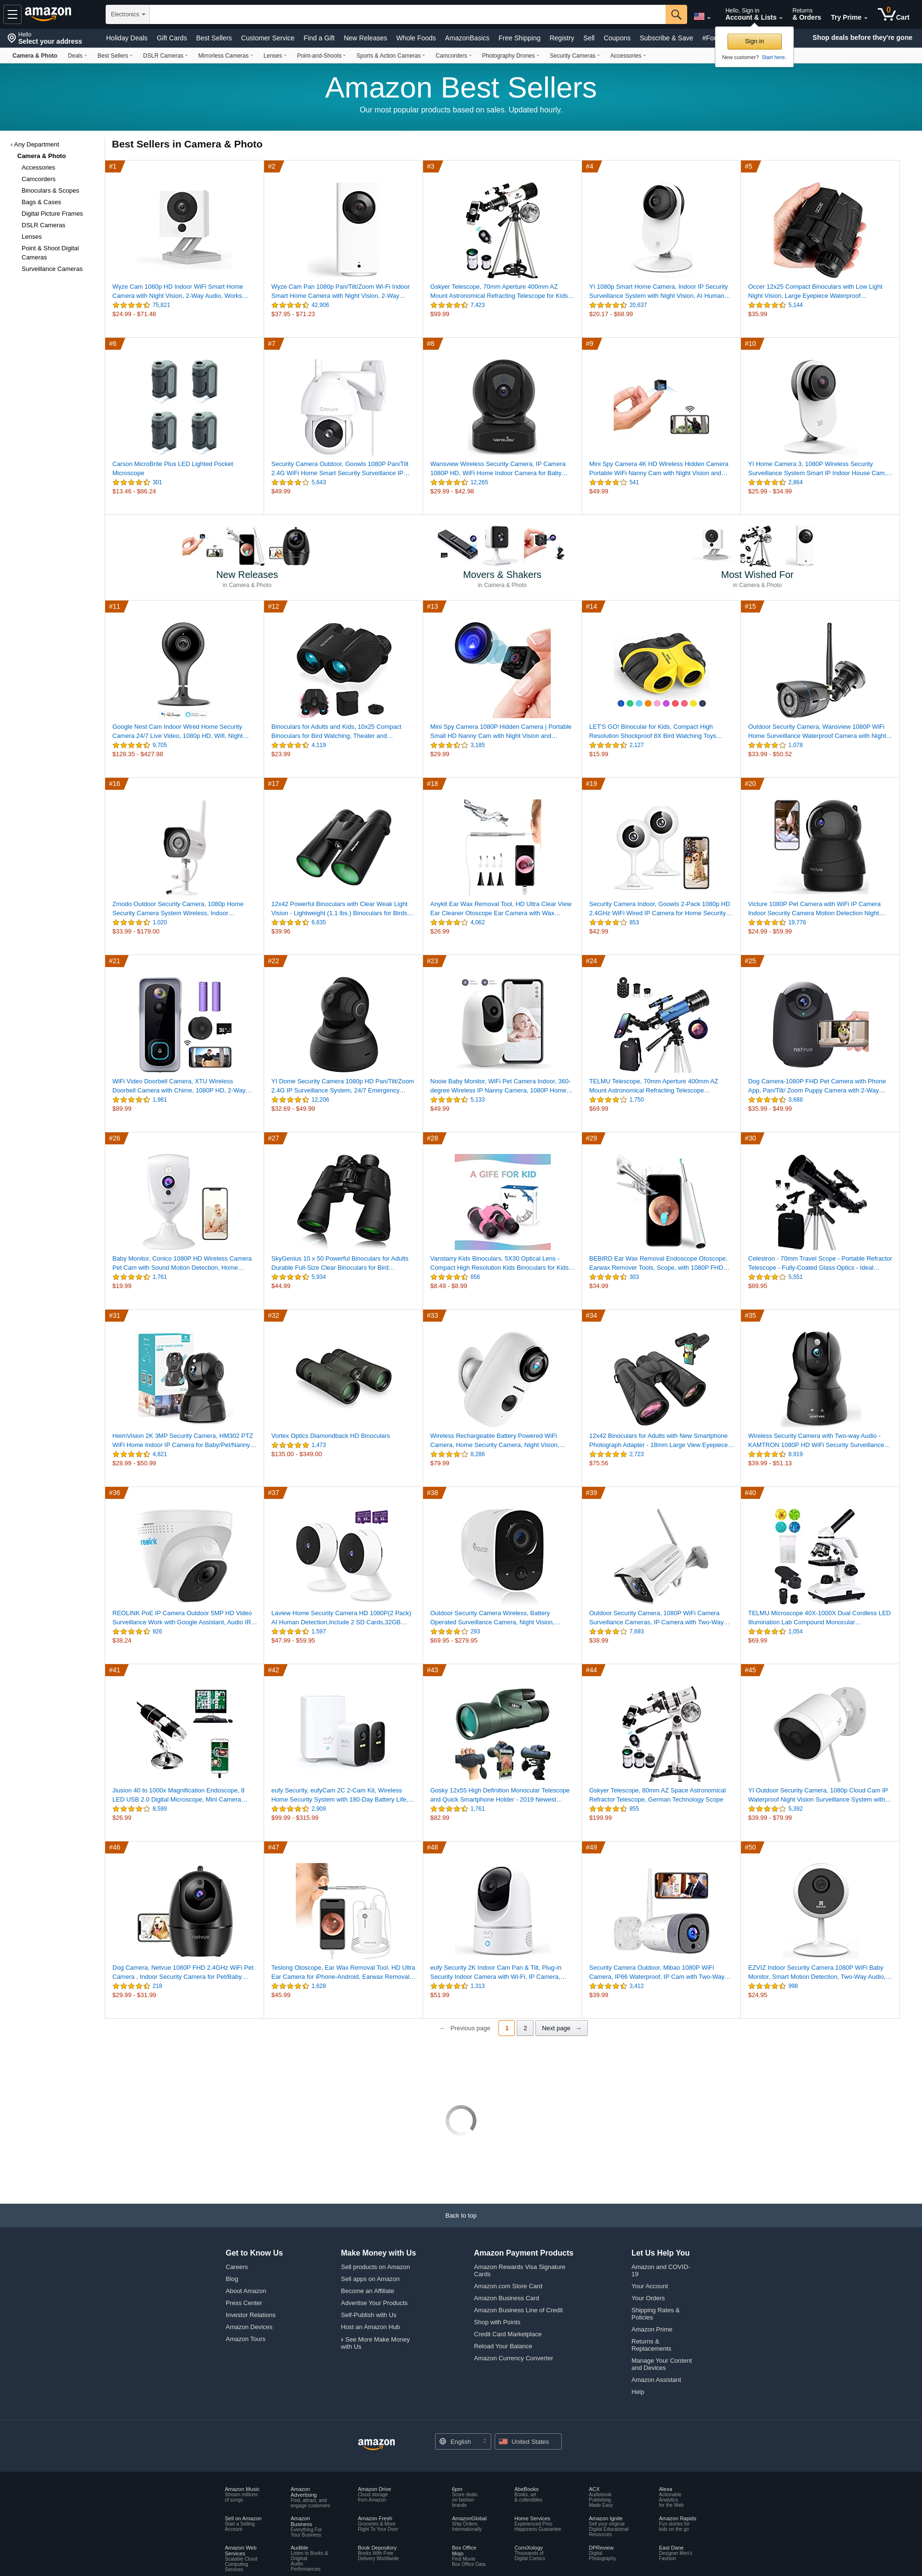 Hello
Select your address
amazon
Electronics
Hello, Sign in
Account & Lists
Returns
& Orders
Try Prime
0
Cart
Holiday Deals
Gift Cards
Best Sellers
Customer Service
Find a Gift
New Releases
Whole Foods
AmazonBasics
Free Shipping
Registry
Sell
Coupons
Subscribe & Save
Shop deals before they're gone
Sign in
New customer? Start here.
Camera & Photo
Deals
Best Sellers
DSLR Cameras
Mirrorless Cameras
Lenses
Point-and-Shoots
Sports & Action Cameras
Camcorders
Photography Drones
Security Cameras
Accessories
Amazon Best Sellers
Our most popular products based on sales. Updated hourly.
‹ Any Department
Camera & Photo
Accessories
Camcorders
Binoculars & Scopes
Bags & Cases
Digital Picture Frames
DSLR Cameras
Lenses
Point & Shoot Digital
Cameras
Surveillance Cameras
Best Sellers in Camera & Photo
#1
Wyze Cam 1080p HD Indoor WiFi Smart Home
Camera with Night Vision, 2-Way Audio, Works…
75,821
$24.99 - $71.48
#2
Wyze Cam Pan 1080p Pan/Tilt/Zoom Wi-Fi Indoor
Smart Home Camera with Night Vision, 2-Way…
42,906
$37.95 - $71.23
#3
Gskyer Telescope, 70mm Aperture 400mm AZ
Mount Astronomical Refracting Telescope for Kids…
7,423
$99.99
#4
YI 1080p Smart Home Camera, Indoor IP Security
Surveillance System with Night Vision, AI Human…
20,637
$20.17 - $68.99
#5
Occer 12x25 Compact Binoculars with Low Light
Night Vision, Large Eyepiece Waterproof…
5,144
$35.99
#6
Carson MicroBrite Plus LED Lighted Pocket
Microscope
301
$13.46 - $86.24
#7
Security Camera Outdoor, Goowls 1080P Pan/Tilt
2.4G WiFi Home Smart Security Surveillance IP…
5,643
$49.99
#8
Wansview Wireless Security Camera, IP Camera
1080P HD, WiFi Home Indoor Camera for Baby…
12,265
$29.99 - $42.98
#9
Mini Spy Camera 4K HD Wireless Hidden Camera
Portable WiFi Nanny Cam with Night Vision and…
541
$49.99
#10
YI Home Camera 3, 1080P Wireless Security
Surveillance System Smart IP Indoor House Cam,…
2,864
$25.99 - $34.99
New Releases
in Camera & Photo
Movers & Shakers
in Camera & Photo
Most Wished For
in Camera & Photo
#11
Google Nest Cam Indoor Wired Home Security
Camera 24/7 Live Video, 1080p HD, Wifi, Night…
9,705
$128.35 - $427.98
#12
Binoculars for Adults and Kids, 10x25 Compact
Binoculars for Bird Watching, Theater and…
4,119
$23.99
#13
Mini Spy Camera 1080P Hidden Camera | Portable
Small HD Nanny Cam with Night Vision and…
3,185
$29.99
#14
LET'S GO! Binocular for Kids, Compact High
Resolution Shockproof 8X Bird Watching Toys…
2,127
$15.99
#15
Outdoor Security Camera, Wansview 1080P WiFi
Home Surveillance Waterproof Camera with Night…
1,078
$33.99 - $50.52
#16
Zmodo Outdoor Security Camera, 1080p Home
Security Camera System Wireless, Indoor…
1,020
$33.99 - $179.00
#17
12x42 Powerful Binoculars with Clear Weak Light
Vision - Lightweight (1.1 lbs.) Binoculars for Birds…
6,635
$39.96
#18
Anykit Ear Wax Removal Tool, HD Ultra Clear View
Ear Cleaner Otoscope Ear Camera with Wax…
4,062
$26.99
#19
Security Camera Indoor, Goowls 2-Pack 1080p HD
2.4GHz WiFi Wired IP Camera for Home Security…
853
$42.99
#20
Victure 1080P Pet Camera with WiFi IP Camera
Indoor Security Camera Motion Detection Night…
19,776
$24.99 - $59.99
#21
WiFi Video Doorbell Camera, XTU Wireless
Doorbell Camera with Chime, 1080P HD, 2-Way…
1,981
$89.99
#22
YI Dome Security Camera 1080p HD Pan/Tilt/Zoom
2.4G IP Surveillance System, 24/7 Emergency…
12,206
$32.69 - $49.99
#23
Nooie Baby Monitor, WiFi Pet Camera Indoor, 360-
degree Wireless IP Nanny Camera, 1080P Home…
5,133
$49.99
#24
TELMU Telescope, 70mm Aperture 400mm AZ
Mount Astronomical Refracting Telescope…
1,750
$69.99
#25
netvue
Dog Camera-1080P FHD Pet Camera with Phone
App, Pan/Tilt/ Zoom Puppy Camera with 2-Way…
3,688
$35.99 - $49.99
#26
Baby Monitor, Conico 1080P HD Wireless Camera
Pet Cam with Sound Motion Detection, Home…
1,761
$19.99
#27
SkyGenius 10 x 50 Powerful Binoculars for Adults
Durable Full-Size Clear Binoculars for Bird…
5,934
$44.99
#28
A GIFE FOR KID
Vanstarry Kids Binoculars, 5X30 Optical Lens -
Compact High Resolution Kids Binoculars for Kids…
656
$8.49 - $8.99
#29
BEBIRD Ear Wax Removal Endoscope Otoscope,
Earwax Remover Tools, Scope, with 1080P FHD…
303
$34.99
#30
Celestron - 70mm Travel Scope - Portable Refractor
Telescope - Fully-Coated Glass Optics - Ideal…
5,551
$89.95
#31
HeimVision 2K 3MP Security Camera, HM302 PTZ
WiFi Home Indoor IP Camera for Baby/Pet/Nanny…
4,821
$28.99 - $50.99
#32
Vortex Optics Diamondback HD Binoculars
1,473
$135.00 - $349.00
#33
Wireless Rechargeable Battery Powered WiFi
Camera, Home Security Camera, Night Vision,…
8,286
$79.99
#34
12x42 Binoculars for Adults with New Smartphone
Photograph Adapter - 18mm Large View Eyepiece…
2,723
$75.56
#35
Wireless Security Camera with Two-way Audio -
KAMTRON 1080P HD WiFi Security Surveillance…
8,919
$39.99 - $51.13
#36
reolink
REOLINK PoE IP Camera Outdoor 5MP HD Video
Surveillance Work with Google Assistant, Audio IR…
926
$38.24
#37
Laview Home Security Camera HD 1080P(2 Pack)
AI Human Detection,Include 2 SD Cards,32GB…
1,597
$47.99 - $59.95
#38
Outdoor Security Camera Wireless, Battery
Operated Surveillance Camera, Night Vision,…
293
$69.95 - $279.95
#39
Outdoor Security Camera, 1080P WiFi Camera
Surveillance Cameras, IP Camera with Two-Way…
7,693
$38.99
#40
TELMU Microscope 40X-1000X Dual Cordless LED
Illumination Lab Compound Monocular…
1,054
$69.99
#41
Jiusion 40 to 1000x Magnification Endoscope, 8
LED USB 2.0 Digital Microscope, Mini Camera…
8,599
$26.99
#42
eufy Security, eufyCam 2C 2-Cam Kit, Wireless
Home Security System with 180-Day Battery Life,…
2,909
$99.99 - $315.99
#43
Gosky 12x55 High Definition Monocular Telescope
and Quick Smartphone Holder - 2019 Newest…
1,761
$82.99
#44
Gskyer Telescope, 80mm AZ Space Astronomical
Refractor Telescope, German Technology Scope
855
$199.99
#45
YI Outdoor Security Camera, 1080p Cloud Cam IP
Waterproof Night Vision Surveillance System with…
5,392
$39.99 - $79.99
#46
netvue
Dog Camera, Netvue 1080P FHD 2.4GHz WiFi Pet
Camera , Indoor Security Camera for Pet/Baby…
218
$29.99 - $31.99
#47
Teslong Otoscope, Ear Wax Removal Tool, HD Ultra
Ear Camera for iPhone-Android, Earwax Removal…
1,628
$45.99
#48
eufy Security 2K Indoor Cam Pan & Tilt, Plug-in
Security Indoor Camera with Wi-Fi, IP Camera,…
1,313
$51.99
#49
Security Camera Outdoor, Mibao 1080P WiFi
Camera, IP66 Waterproof, IP Cam with Two-Way…
3,412
$39.99
#50
EZVIZ Indoor Security Camera 1080P WiFi Baby
Monitor, Smart Motion Detection, Two-Way Audio,…
998
$24.95
← Previous page
1
2
Next page →
Back to top
Get to Know Us
Careers
Blog
About Amazon
Press Center
Investor Relations
Amazon Devices
Amazon Tours
Make Money with Us
Sell products on Amazon
Sell apps on Amazon
Become an Affiliate
Advertise Your Products
Self-Publish with Us
Host an Amazon Hub
› See More Make Money
with Us
Amazon Payment Products
Amazon Rewards Visa Signature
Cards
Amazon.com Store Card
Amazon Business Card
Amazon Business Line of Credit
Shop with Points
Credit Card Marketplace
Reload Your Balance
Amazon Currency Converter
Let Us Help You
Amazon and COVID-
19
Your Account
Your Orders
Shipping Rates &
Policies
Amazon Prime
Returns &
Replacements
Manage Your Content
and Devices
Amazon Assistant
Help
amazon
English
United States
Amazon Music
Stream millions
of songs
Amazon
Advertising
Find, attract, and
engage customers
Amazon Drive
Cloud storage
from Amazon
6pm
Score deals
on fashion
brands
AbeBooks
Books, art
& collectibles
ACX
Audiobook
Publishing
Made Easy
Alexa
Actionable
Analytics
for the Web
Sell on Amazon
Start a Selling
Account
Amazon
Business
Everything For
Your Business
Amazon Fresh
Groceries & More
Right To Your Door
AmazonGlobal
Ship Orders
Internationally
Home Services
Experienced Pros
Happiness Guarantee
Amazon Ignite
Sell your original
Digital Educational
Resources
Amazon Rapids
Fun stories for
kids on the go
Amazon Web
Services
Scalable Cloud
Computing
Services
Audible
Listen to Books &
Original
Audio
Performances
Book Depository
Books With Free
Delivery Worldwide
Box Office
Mojo
Find Movie
Box Office Data
ComiXology
Thousands of
Digital Comics
DPReview
Digital
Photography
East Dane
Designer Men's
Fashion